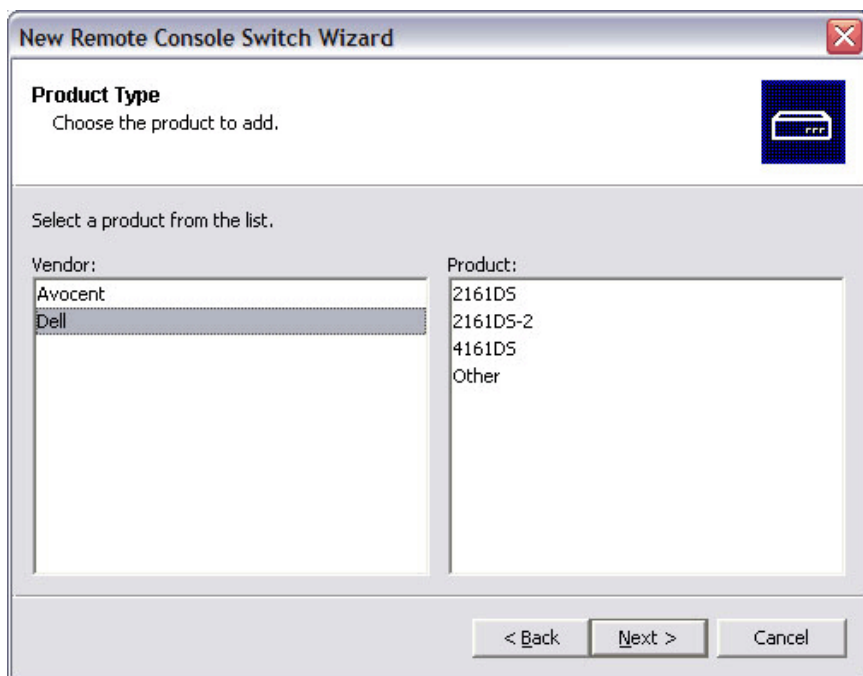 New Remote Console Switch Wizard
Product Type
Choose the product to add.
Select a product from the list.
Vendor:
Avocent
Dell
Product:
2161DS
2161DS-2
4161DS
Other
< Back
Next >
Cancel